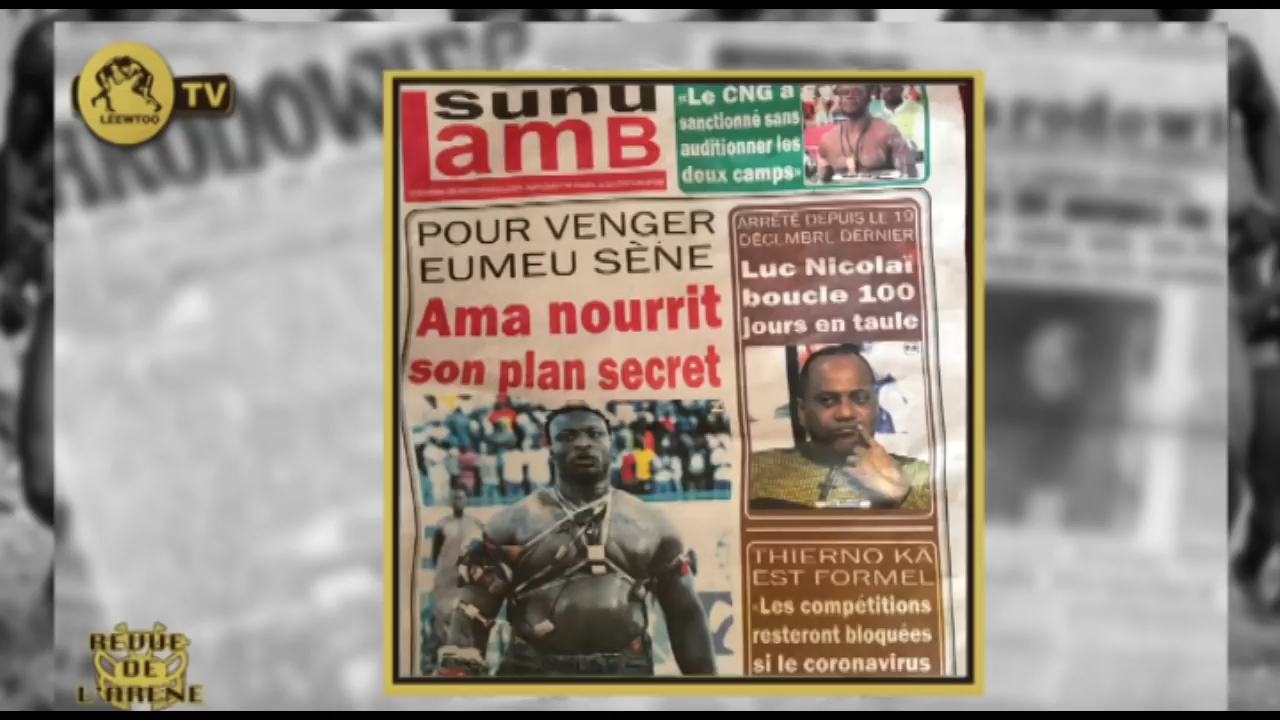 LEEWTOO
TV
sunu
Lamb
«Le CNG a
sanctionné sans
auditionner les
deux camps»
POUR VENGER
EUMEU SÈNE
Ama nourrit
son plan secret
ARRÊTÉ DEPUIS LE 19
DÉCEMBRE DERNIER
Luc Nicolaï
boucle 100
jours en taule
THIERNO KÂ
EST FORMEL
«Les compétitions
resteront bloquées
si le coronavirus
REVUE
DE
L'ARENE